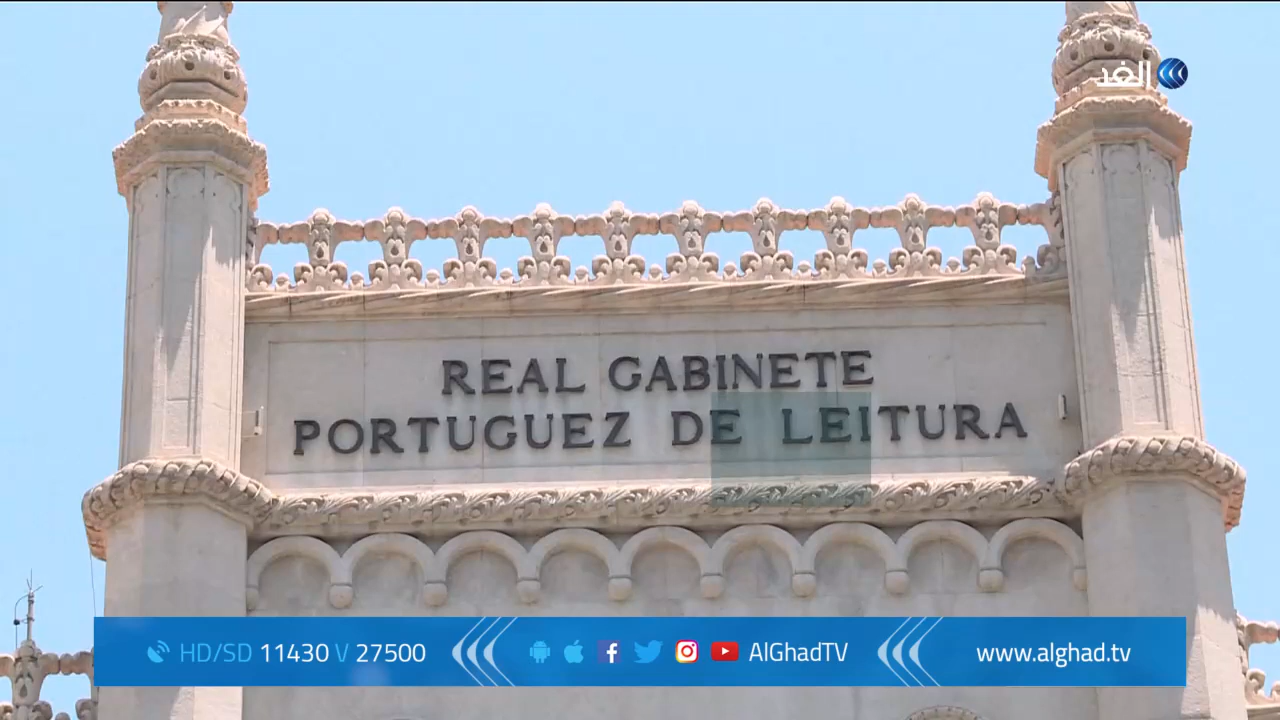 الغد
REAL GABINETE
PORTUGUEZ DE LEITURA
HD/SD 11430 V 27500
AlGhadTV
www.alghad.tv